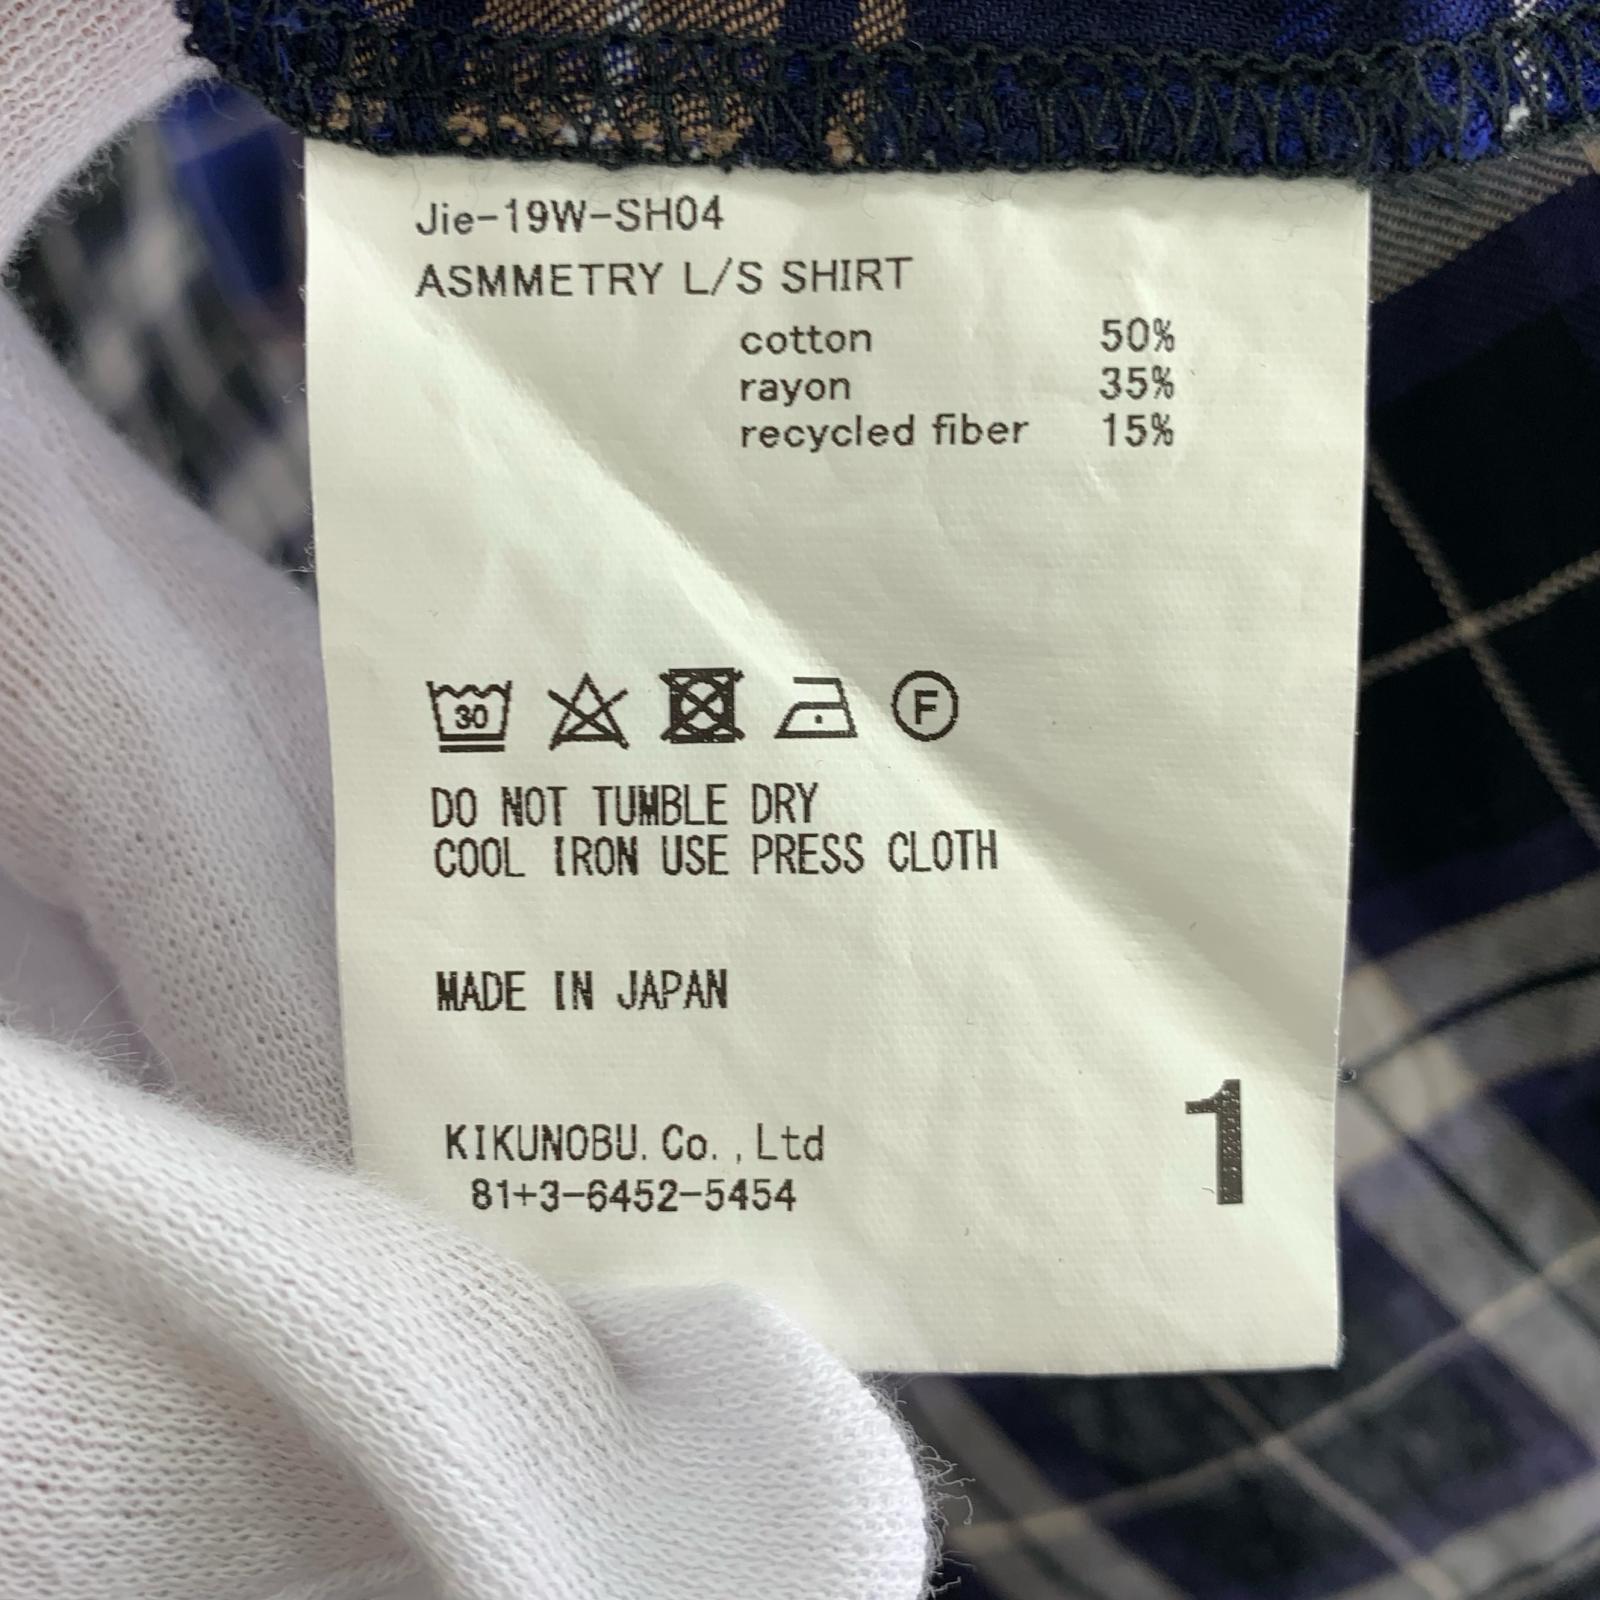 Jie-19W-SH04
ASMMETRY L/S SHIRT
cotton 50%
rayon 35%
recycled fiber 15%
30
F
DO NOT TUMBLE DRY
COOL IRON USE PRESS CLOTH
MADE IN JAPAN
KIKUNOBU. Co. , Ltd
81+3-6452-5454
1